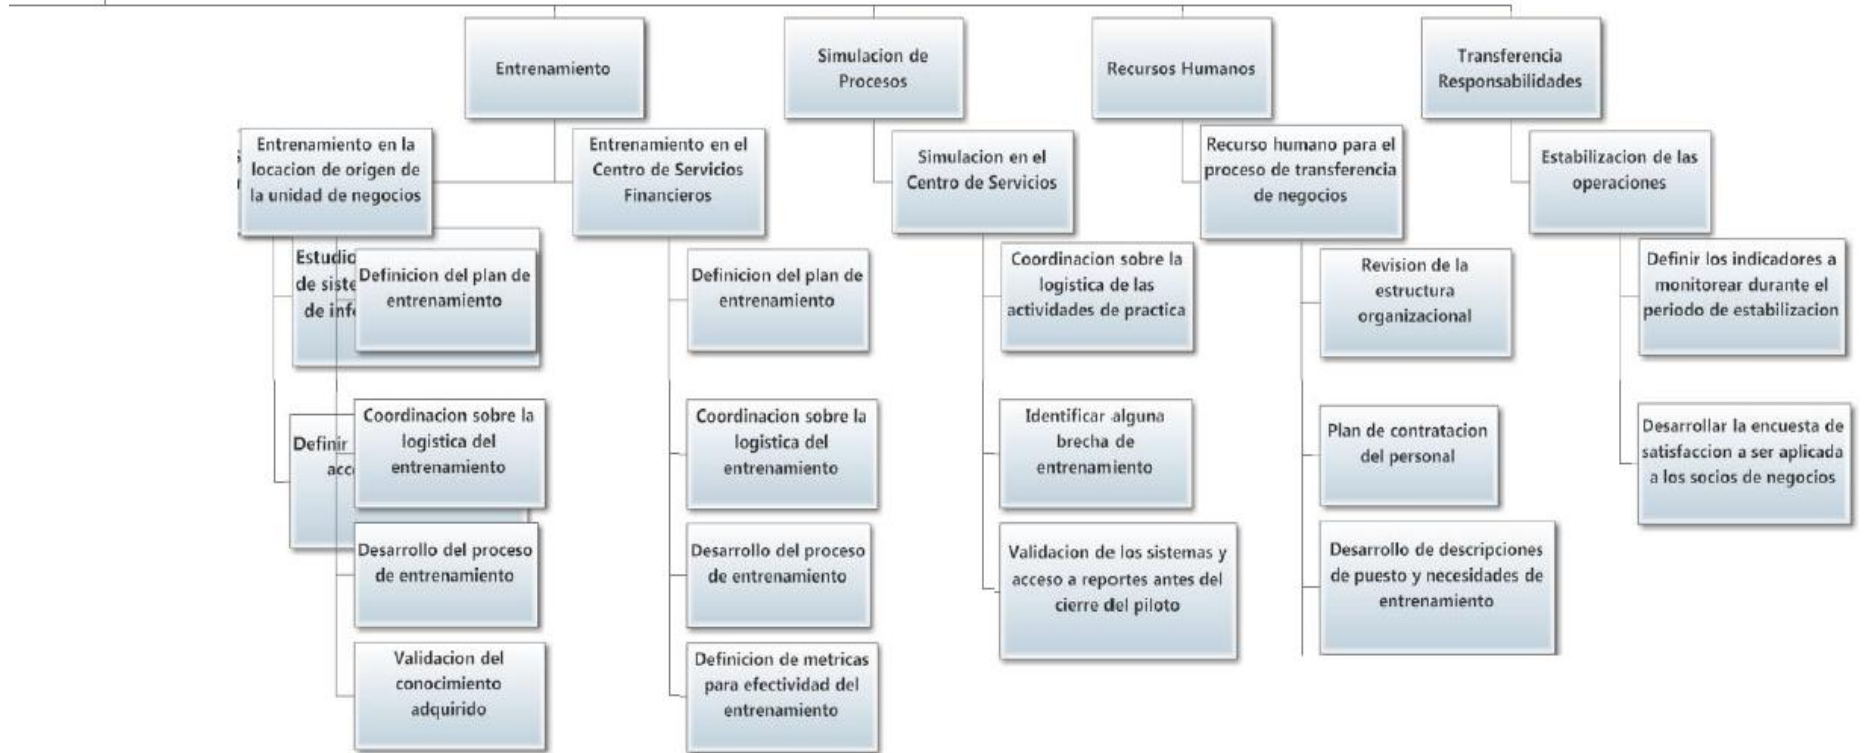 Entrenamiento
Simulacion de
Procesos
Recursos Humanos
Transferencia
Responsabilidades
Entrenamiento en la
locacion de origen de
la unidad de negocios
Entrenamiento en el
Centro de Servicios
Financieros
Simulacion en el
Centro de Servicios
Recurso humano para el
proceso de transferencia
de negocios
Estabilizacion de las
operaciones
Estudio
de
de
Definicion del plan de
entrenamiento
Definicion del plan de
entrenamiento
Coordinacion sobre la
logistica de las
actividades de practica
Revision de la
estructura
organizacional
Definir los indicadores a
monitorear durante el
periodo de estabilizacion
Definir
Coordinacion sobre la
logistica del
entrenamiento
Coordinacion sobre la
logistica del
entrenamiento
Identificar alguna
brecha de
entrenamiento
Plan de contratacion
del personal
Desarrollar la encuesta de
satisfaccion a ser aplicada
a los socios de negocios
Desarrollo del proceso
de entrenamiento
Desarrollo del proceso
de entrenamiento
Validacion de los sistemas y
acceso a reportes antes del
cierre del piloto
Desarrollo de descripciones
de puesto y necesidades de
entrenamiento
Validacion del
conocimiento
adquirido
Definicion de metricas
para efectividad del
entrenamiento